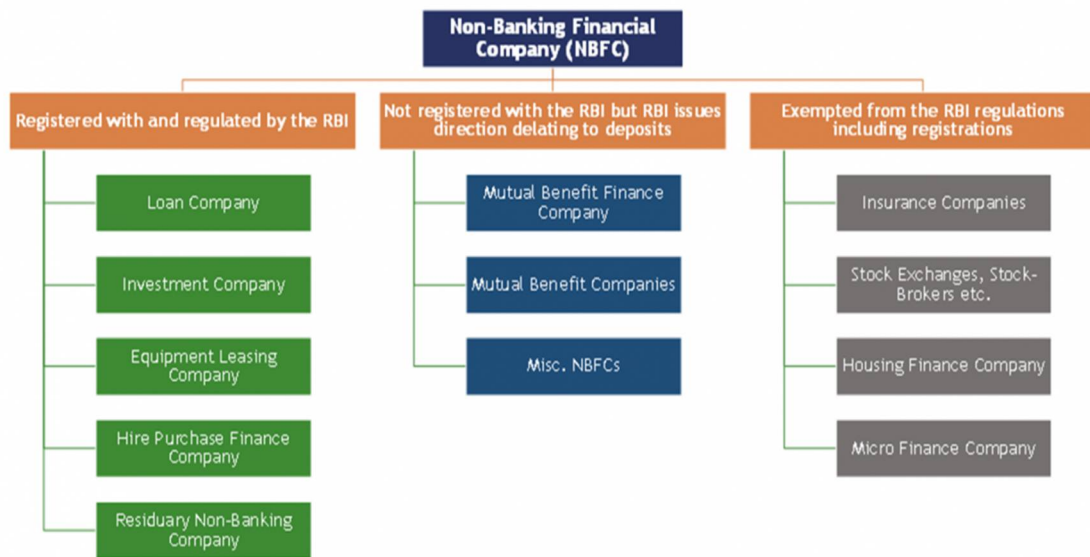 Non-Banking Financial
Company (NBFC)
Registered with and regulated by the RBI
Loan Company
Investment Company
Equipment Leasing
Company
Hire Purchase Finance
Company
Residuary Non-Banking
Company
Not registered with the RBI but RBI issues
direction delating to deposits
Mutual Benefit Finance
Company
Mutual Benefit Companies
Misc. NBFCs
Exempted from the RBI regulations
including registrations
Insurance Companies
Stock Exchanges, Stock-
Brokers etc.
Housing Finance Company
Micro Finance Company